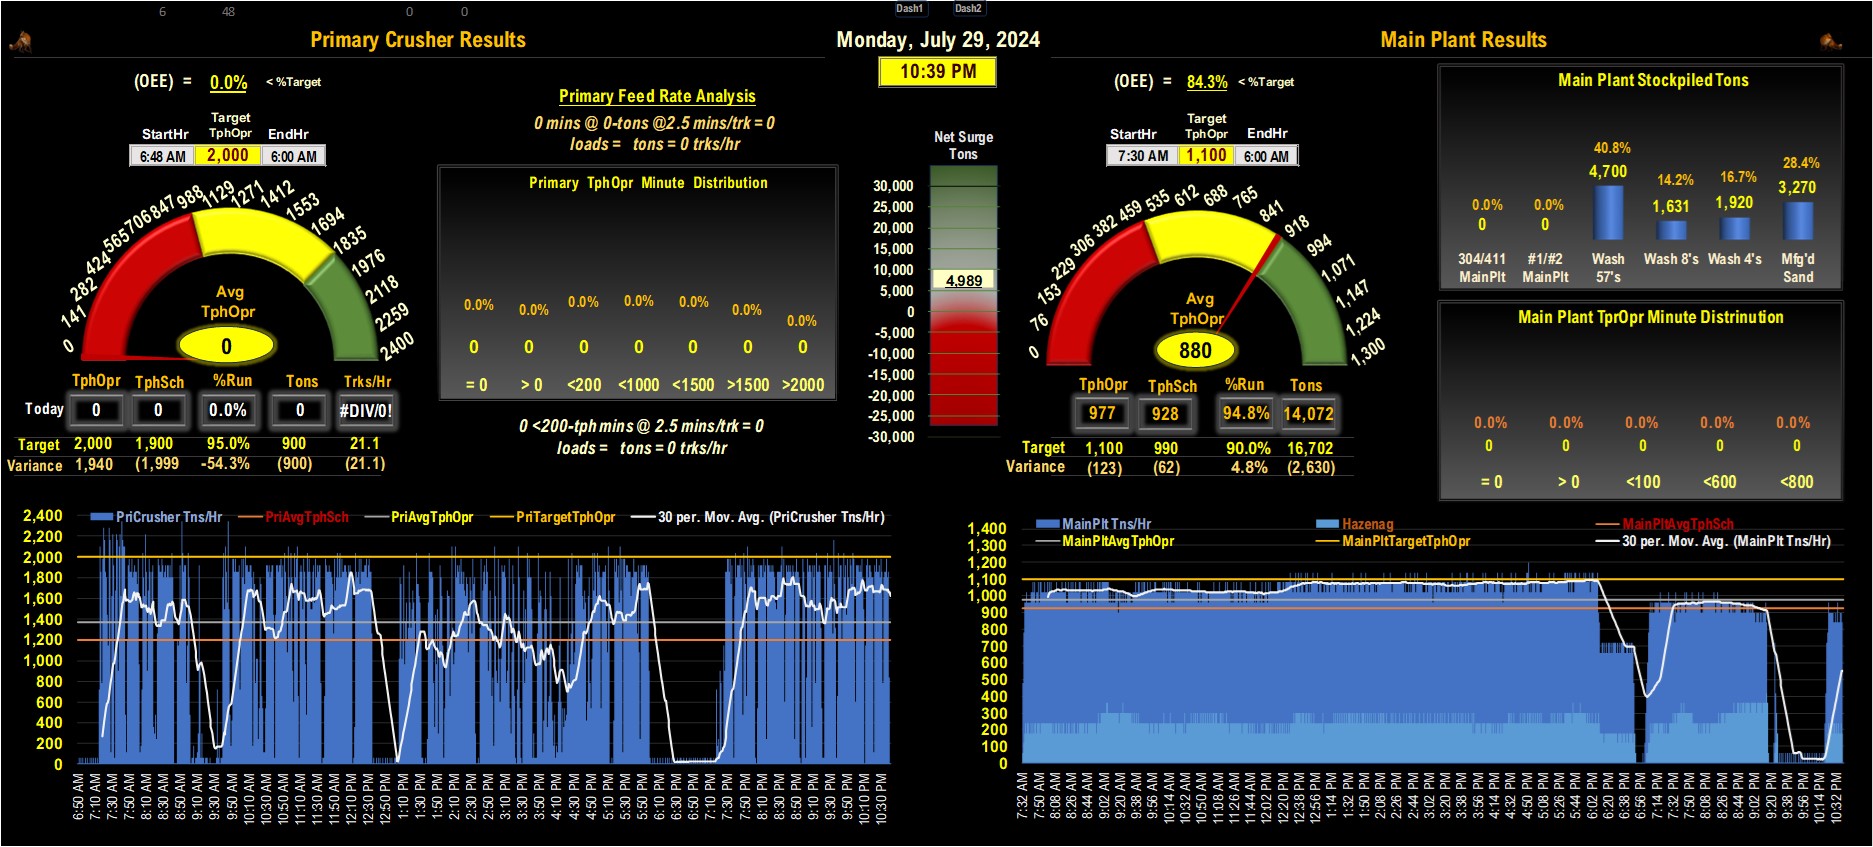 6 48 0 0 Dash1 Dash2
Primary Crusher Results
Monday, July 29, 2024
Main Plant Results
10:39 PM
(OEE) = 0.0% < %Target
Target
StartHr TphOpr EndHr
6:48 AM 2,000 6:00 AM
0 141 282 424 565 706 847 988 1129 1271 1412 1553 1694 1835 1976 2118 2259 2400
Avg
TphOpr
0
TphOpr TphSch %Run Tons Trks/Hr
Today 0 0 0.0% 0 #DIV/0!
Target 2,000 1,900 95.0% 900 21.1
Variance 1,940 (1,999 -54.3% (900) (21.1)
Primary Feed Rate Analysis
0 mins @ 0-tons @2.5 mins/trk = 0
loads = tons = 0 trks/hr
Primary TphOpr Minute Distribution
0.0% 0.0% 0.0% 0.0% 0.0% 0.0% 0.0%
0 0 0 0 0 0 0
= 0 > 0 <200 <1000 <1500 >1500 >2000
0 <200-tph mins @ 2.5 mins/trk = 0
loads = tons = 0 trks/hr
Net Surge
Tons
30,000
25,000
20,000
15,000
10,000
4,989
5,000
0
-5,000
-10,000
-15,000
-20,000
-25,000
-30,000
(OEE) = 84.3% < %Target
Target
StartHr TphOpr EndHr
7:30 AM 1,100 6:00 AM
0 76 153 229 306 382 459 535 612 688 765 841 918 994 1,071 1,147 1,224 1,300
Avg
TphOpr
880
TphOpr TphSch %Run Tons
977 928 94.8% 14,072
Target 1,100 990 90.0% 16,702
Variance (123) (62) 4.8% (2,630)
Main Plant Stockpiled Tons
0.0% 0.0% 40.8% 14.2% 16.7% 28.4%
0 0 4,700 1,631 1,920 3,270
304/411 #1/#2 Wash Wash 8's Wash 4's Mfg'd
MainPlt MainPlt 57's Sand
Main Plant TprOpr Minute Distrinution
0.0% 0.0% 0.0% 0.0% 0.0%
0 0 0 0 0
= 0 > 0 <100 <600 <800
PriCrusher Tns/Hr PriAvgTphSch PriAvgTphOpr PriTargetTphOpr 30 per. Mov. Avg. (PriCrusher Tns/Hr)
2,400
2,200
2,000
1,800
1,600
1,400
1,200
1,000
800
600
400
200
0
6:50 AM 7:10 AM 7:30 AM 7:50 AM 8:10 AM 8:30 AM 8:50 AM 9:10 AM 9:30 AM 9:50 AM 10:10 AM 10:30 AM 10:50 AM 11:10 AM 11:30 AM 11:50 AM 12:10 PM 12:30 PM 12:50 PM 1:10 PM 1:30 PM 1:50 PM 2:10 PM 2:30 PM 2:50 PM 3:10 PM 3:30 PM 3:50 PM 4:10 PM 4:30 PM 4:50 PM 5:10 PM 5:30 PM 5:50 PM 6:10 PM 6:30 PM 6:50 PM 7:10 PM 7:30 PM 7:50 PM 8:10 PM 8:30 PM 8:50 PM 9:10 PM 9:30 PM 9:50 PM 10:10 PM 10:30 PM
MainPlt Tns/Hr Hazenag MainPltAvgTphSch
MainPltAvgTphOpr MainPltTargetTphOpr 30 per. Mov. Avg. (MainPlt Tns/Hr)
1,400
1,300
1,200
1,100
1,000
900
800
700
600
500
400
300
200
100
0
7:32 AM 7:50 AM 8:08 AM 8:26 AM 8:44 AM 9:02 AM 9:20 AM 9:38 AM 9:56 AM 10:14 AM 10:32 AM 10:50 AM 11:08 AM 11:26 AM 11:44 AM 12:02 PM 12:20 PM 12:38 PM 12:56 PM 1:14 PM 1:32 PM 1:50 PM 2:08 PM 2:26 PM 2:44 PM 3:02 PM 3:20 PM 3:38 PM 3:56 PM 4:14 PM 4:32 PM 4:50 PM 5:08 PM 5:26 PM 5:44 PM 6:02 PM 6:20 PM 6:38 PM 6:56 PM 7:14 PM 7:32 PM 7:50 PM 8:08 PM 8:26 PM 8:44 PM 9:02 PM 9:20 PM 9:38 PM 9:56 PM 10:14 PM 10:32 PM